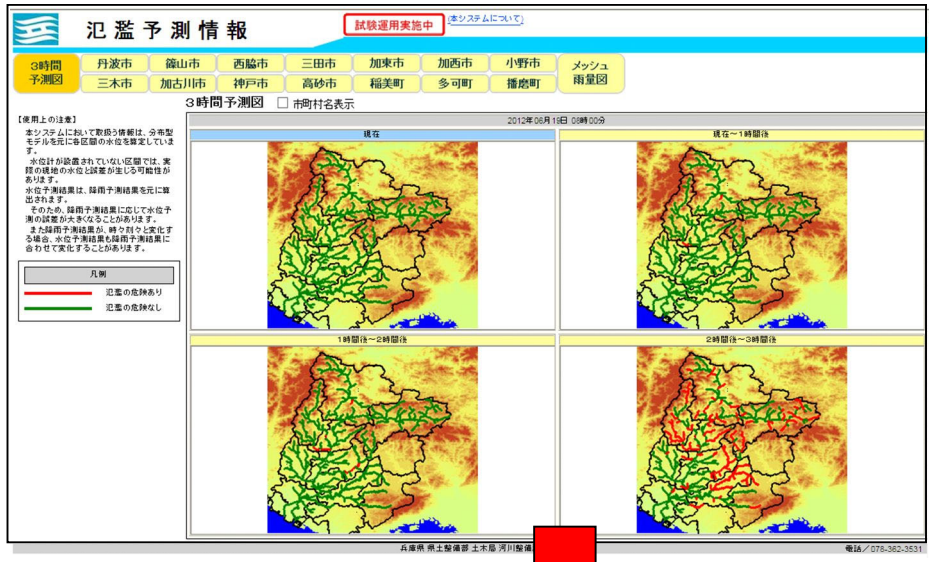 氾濫予測情報
試験運用実施中
(本システムについて)
3時間
予測図
丹波市 篠山市 西脇市 三田市 加東市 加西市 小野市
三木市 加古川市 神戸市 高砂市 稲美町 多可町 播磨町
メッシュ
雨量図
3時間予測図 市町村名表示
【使用上の注意】
本システムにおいて取扱う情報は、分布型
モデルを元に各区間の水位を算定していま
す。
水位計が設置されていない区間では、実
際の現地の水位と誤差が生じる可能性が
あります。
水位予測結果は、降雨予測結果を元に算
出されます。
そのため、降雨予測結果に応じて水位予
測の誤差が大きくなることがあります。
また降雨予測結果が、時々刻々と変化す
る場合、水位予測結果も降雨予測結果に
合わせて変化することがあります。
凡例
氾濫の危険あり
氾濫の危険なし
2012年06月19日 08時00分
現在
現在～1時間後
1時間後～2時間後
2時間後～3時間後
兵庫県 県土整備部 土木局 河川整備
電話／078-362-3531